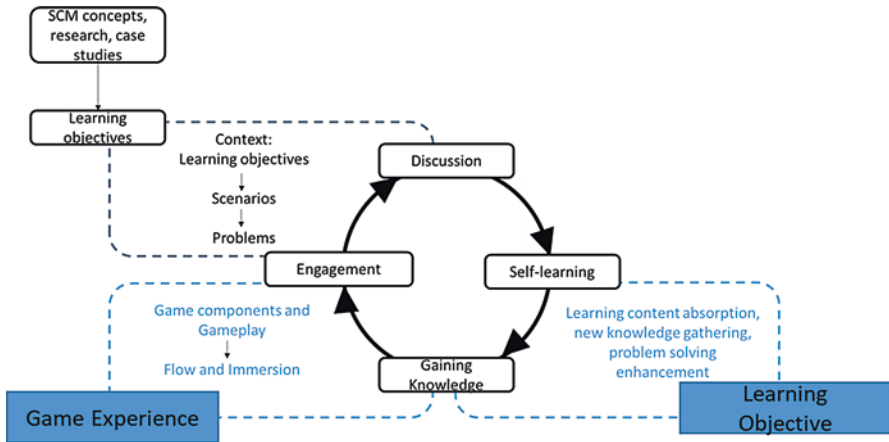 SCM concepts,
research, case
studies
Learning
objectives
Context:
Learning objectives
Scenarios
Problems
Discussion
Engagement
Self-learning
Game components and
Gameplay
Flow and Immersion
Gaining
Knowledge
Learning content absorption,
new knowledge gathering,
problem solving
enhancement
Game Experience
Learning
Objective